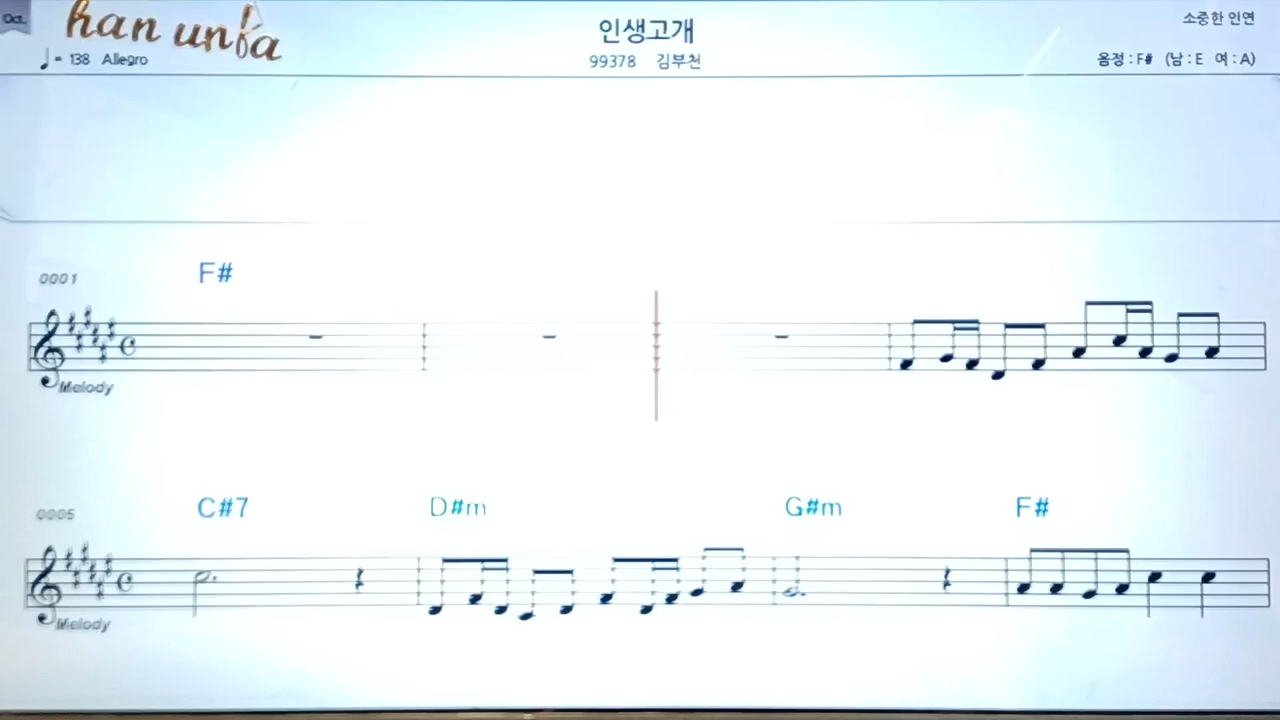 Oct.
han unfa
♩ = 138 Allegro
인생고개
99378 김부천
소중한 인연
음정 : F# (남 : E 여 : A)
0001
F#
Melody
0005
C#7 D#m G#m F#
Melody